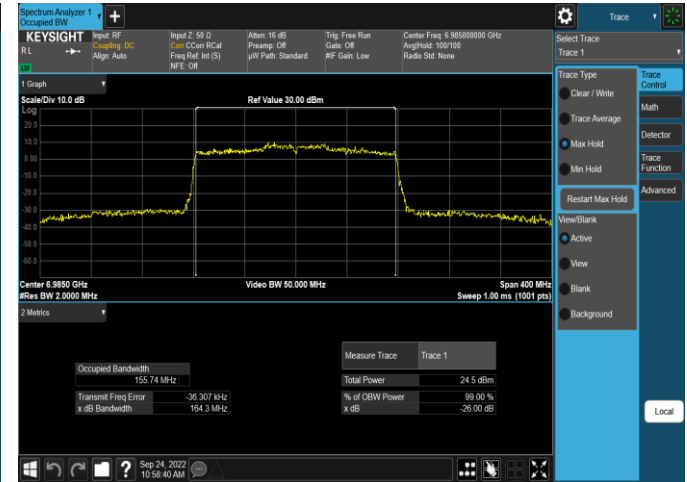 Spectrum Analyzer 1
Occupied BW
Trace
KEYSIGHT
Input: RF
Coupling: DC
Align: Auto
Input Z: 50 Ω
Corr CCorr RCal
Freq Ref: Int (S)
NFE: Off
Atten: 16 dB
Preamp: Off
µW Path: Standard
Trig: Free Run
Gate: Off
#IF Gain: Low
Center Freq: 6.985000000 GHz
Avg|Hold: 100/100
Radio Std: None
R L
Select Trace
Trace 1
1 Graph
Scale/Div 10.0 dB
Ref Value 30.00 dBm
Log
20.0
10.0
0.00
-10.0
-20.0
-30.0
-40.0
-50.0
-60.0
Center 6.9850 GHz
Video BW 50.000 MHz
Span 400 MHz
#Res BW 2.0000 MHz
Sweep 1.00 ms (1001 pts)
2 Metrics
Measure Trace
Trace 1
Occupied Bandwidth
155.74 MHz
Total Power
24.5 dBm
Transmit Freq Error
-36.307 kHz
% of OBW Power
99.00 %
x dB Bandwidth
164.3 MHz
x dB
-26.00 dB
Trace Type
Clear / Write
Trace Average
Max Hold
Min Hold
Restart Max Hold
View/Blank
Active
View
Blank
Background
Trace
Control
Math
Detector
Trace
Function
Advanced
Local
?
Sep 24, 2022
10:58:40 AM